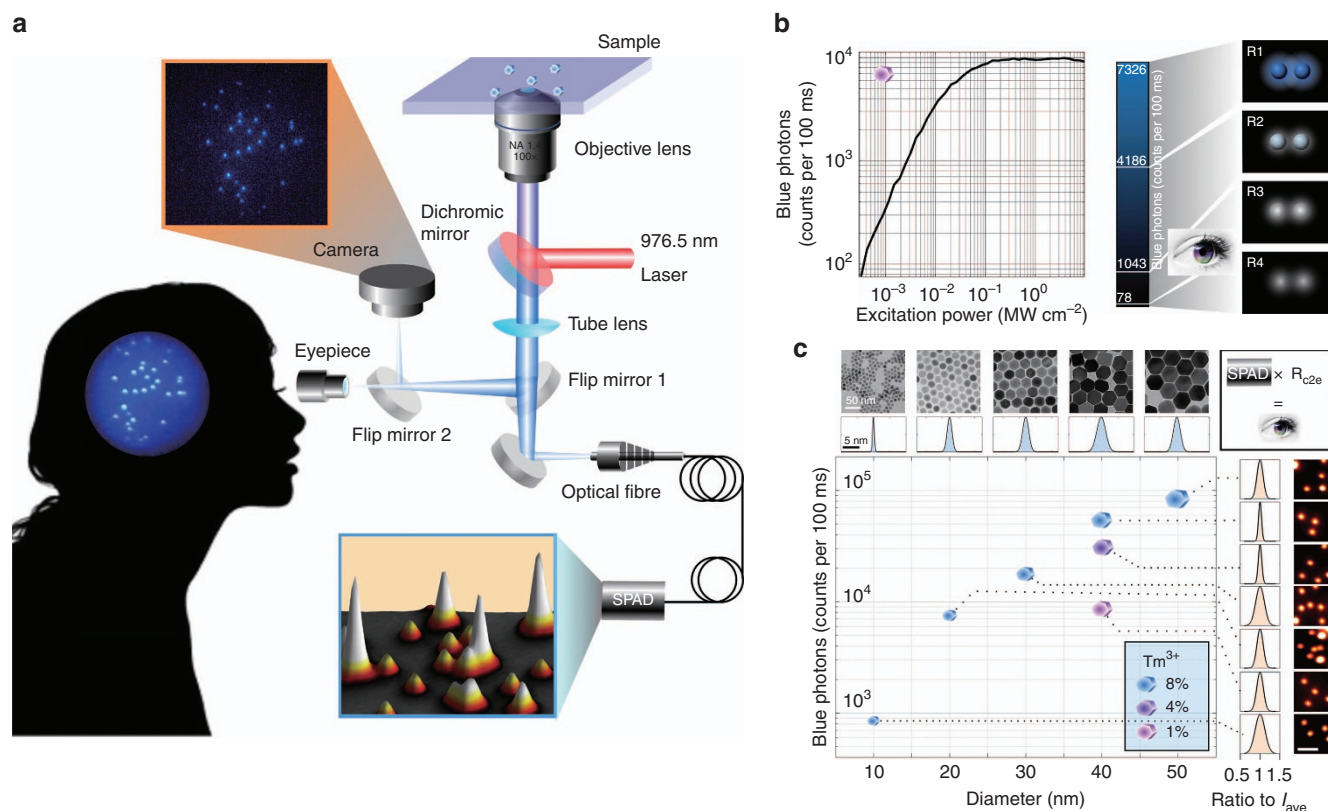 a
Sample
NA 1.4
100×
Objective lens
Dichromic
mirror
Camera
976.5 nm
Laser
Tube lens
Eyepiece
Flip mirror 1
Flip mirror 2
Optical fibre
SPAD
b
Blue photons
(counts per 100 ms)
10⁴
10³
10²
10⁻³
10⁻²
10⁻¹
10⁰
Excitation power (MW cm⁻²)
7326
4186
1043
78
Blue photons (counts per 100 ms)
R1
R2
R3
R4
c
50 nm
5 nm
SPAD × Rc2e
=
Blue photons (counts per 100 ms)
10⁵
10⁴
10³
Tm³⁺
8%
4%
1%
10 20 30 40 50
Diameter (nm)
0.5 1 1.5
Ratio to Iave